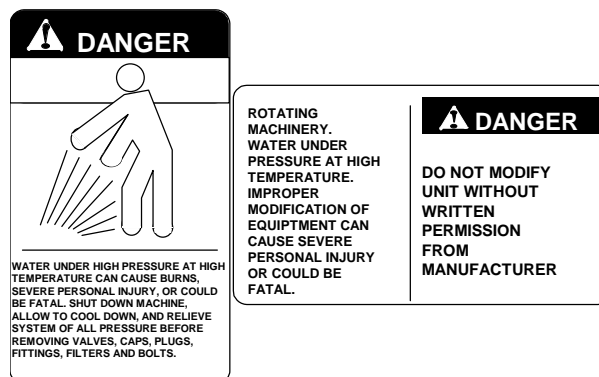 DANGER
WATER UNDER HIGH PRESSURE AT HIGH
TEMPERATURE CAN CAUSE BURNS,
SEVERE PERSONAL INJURY, OR COULD
BE FATAL. SHUT DOWN MACHINE,
ALLOW TO COOL DOWN, AND RELIEVE
SYSTEM OF ALL PRESSURE BEFORE
REMOVING VALVES, CAPS, PLUGS,
FITTINGS, FILTERS AND BOLTS.
ROTATING
MACHINERY.
WATER UNDER
PRESSURE AT HIGH
TEMPERATURE.
IMPROPER
MODIFICATION OF
EQUIPTMENT CAN
CAUSE SEVERE
PERSONAL INJURY
OR COULD BE
FATAL.
DANGER
DO NOT MODIFY
UNIT WITHOUT
WRITTEN
PERMISSION
FROM
MANUFACTURER